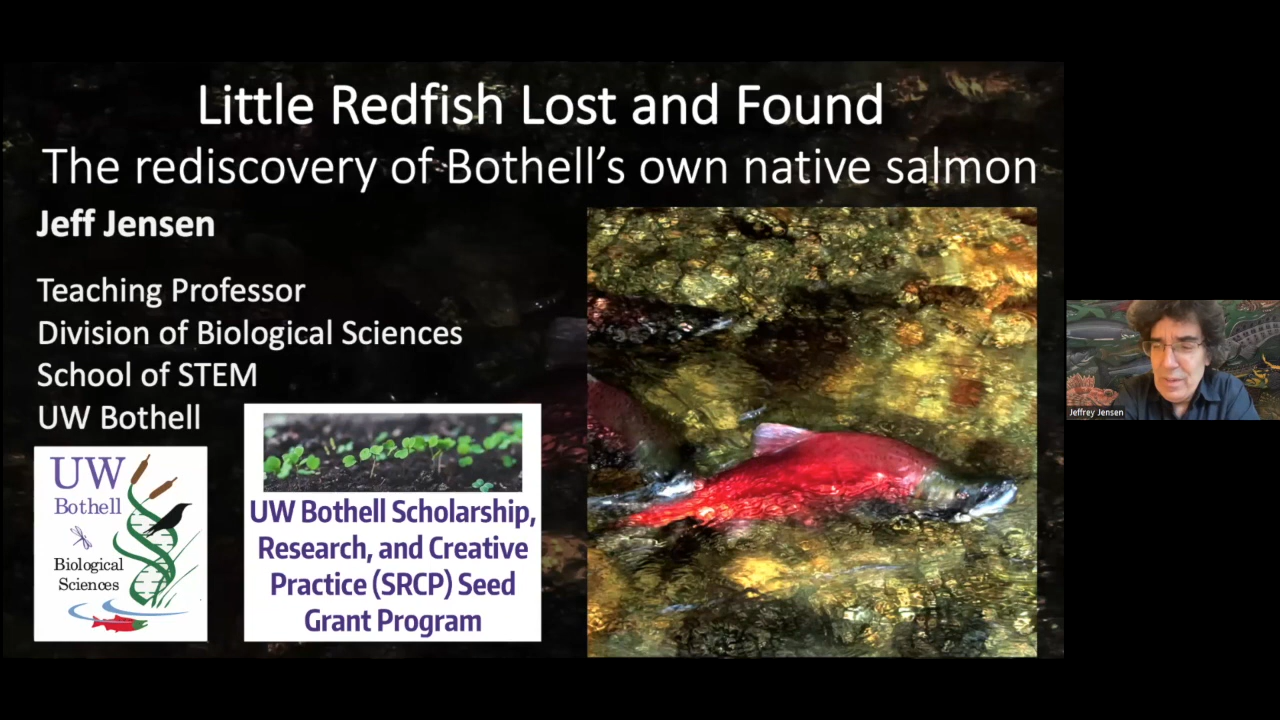 Little Redfish Lost and Found
The rediscovery of Bothell’s own native salmon
Jeff Jensen
Teaching Professor
Division of Biological Sciences
School of STEM
UW Bothell
UW
Bothell
Biological
Sciences
UW Bothell Scholarship,
Research, and Creative
Practice (SRCP) Seed
Grant Program
Jeffrey Jensen